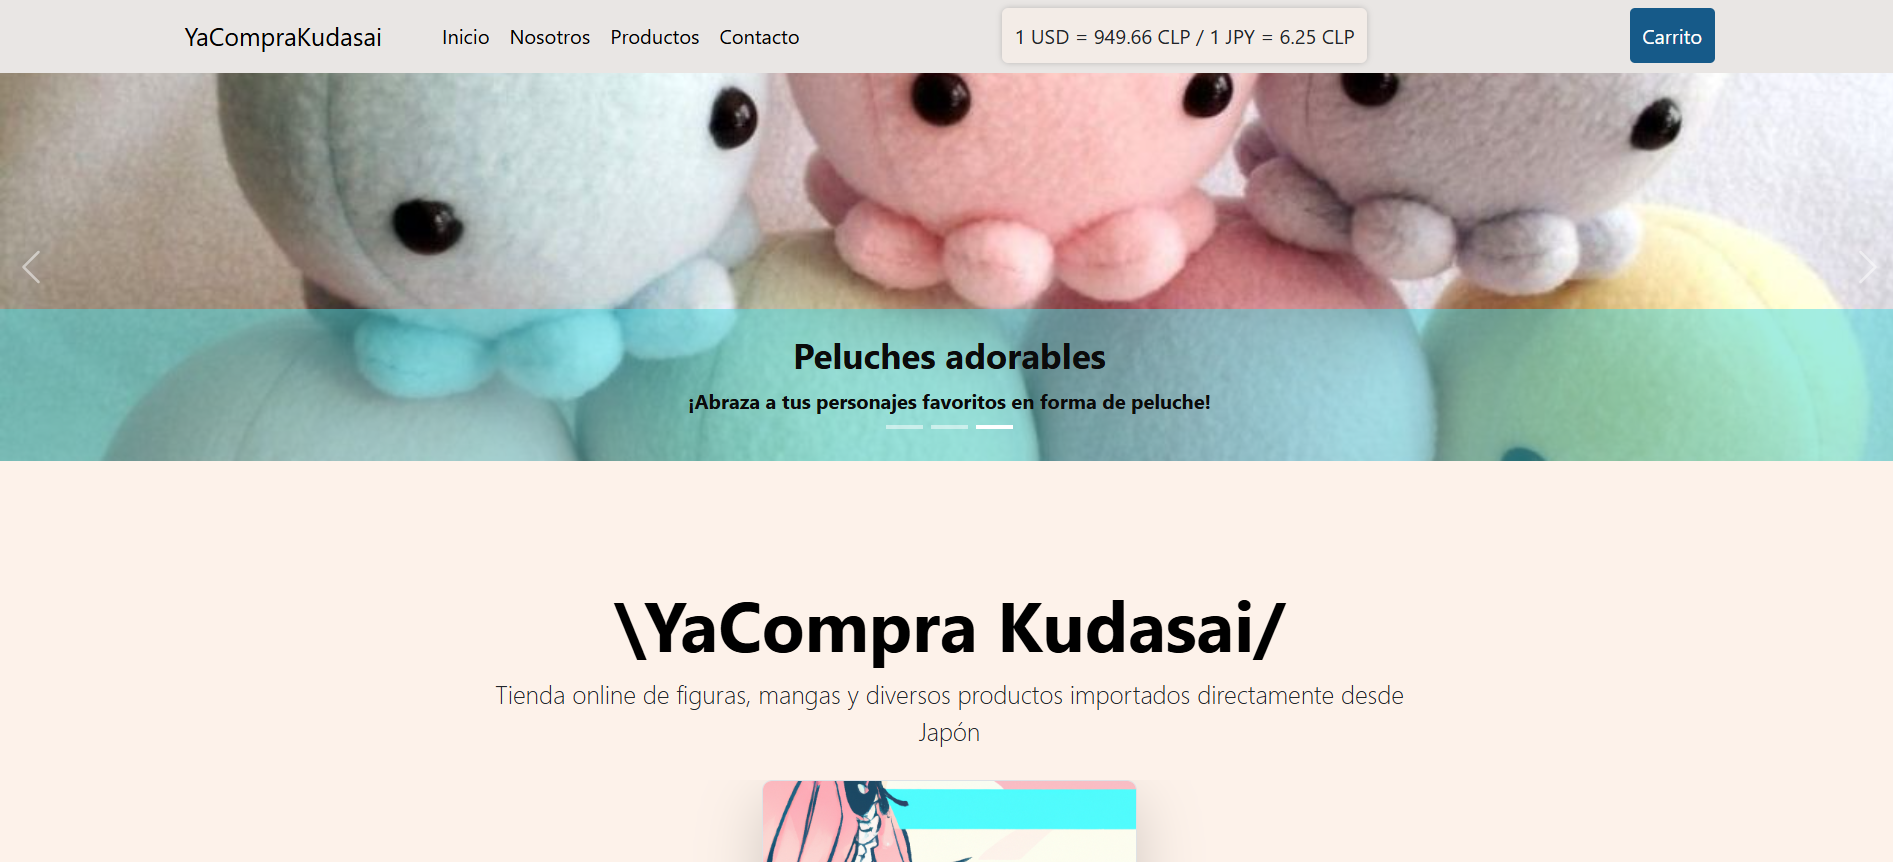 YaCompraKudasai
Inicio
Nosotros
Productos
Contacto
1 USD = 949.66 CLP / 1 JPY = 6.25 CLP
Carrito
Peluches adorables
¡Abraza a tus personajes favoritos en forma de peluche!
\YaCompra Kudasai/
Tienda online de figuras, mangas y diversos productos importados directamente desde
Japón